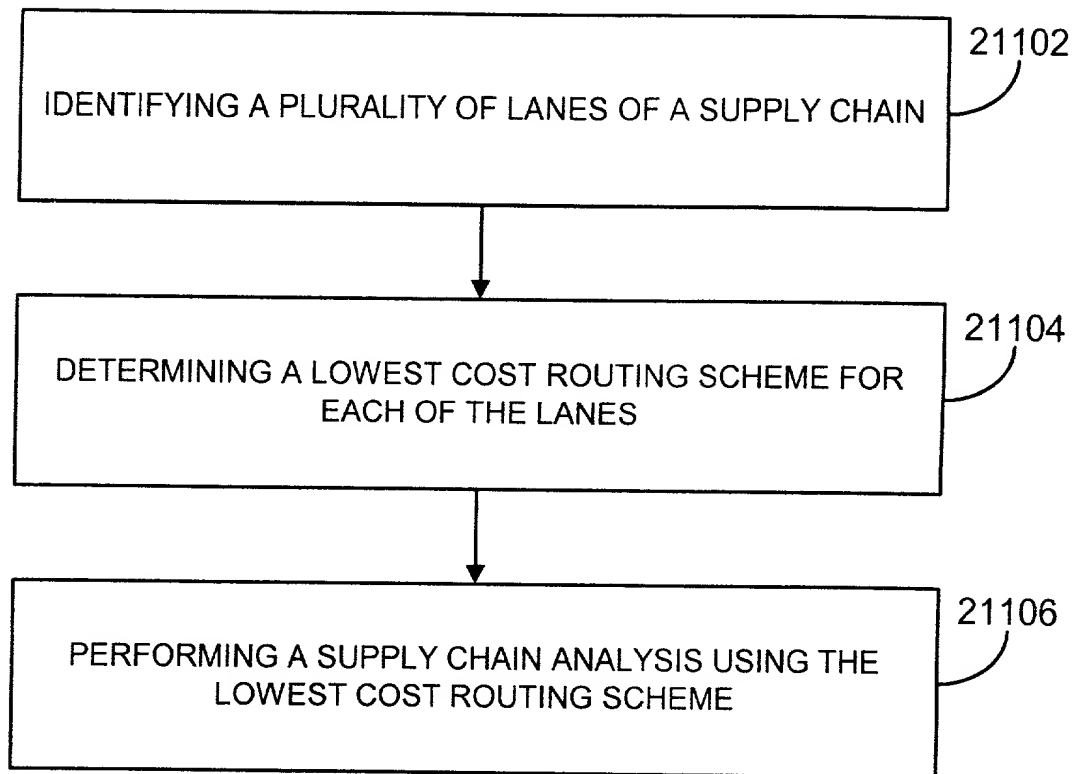 21102
IDENTIFYING A PLURALITY OF LANES OF A SUPPLY CHAIN
21104
DETERMINING A LOWEST COST ROUTING SCHEME FOR
EACH OF THE LANES
21106
PERFORMING A SUPPLY CHAIN ANALYSIS USING THE
LOWEST COST ROUTING SCHEME